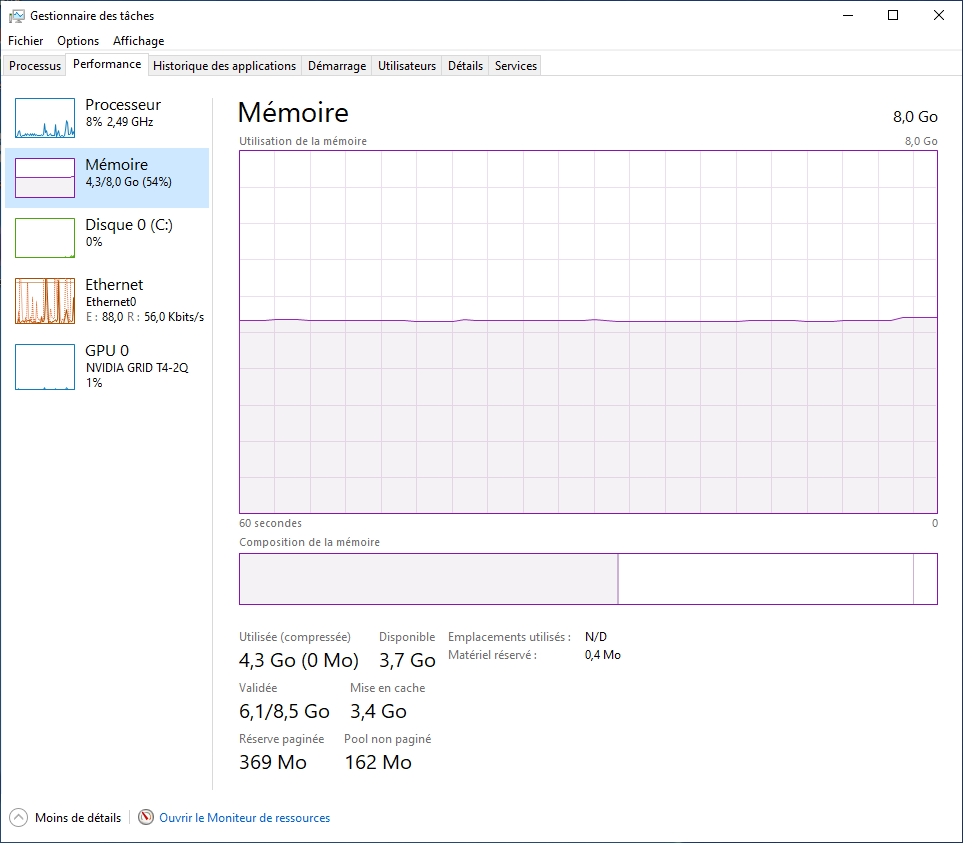 Gestionnaire des tâches
Fichier Options Affichage
Processus Performance Historique des applications Démarrage Utilisateurs Détails Services
Processeur
8% 2,49 GHz
Mémoire
4,3/8,0 Go (54%)
Disque 0 (C:)
0%
Ethernet
Ethernet0
E : 88,0 R : 56,0 Kbits/s
GPU 0
NVIDIA GRID T4-2Q
1%
Mémoire 8,0 Go
Utilisation de la mémoire 8,0 Go
60 secondes 0
Composition de la mémoire
Utilisée (compressée) Disponible Emplacements utilisés : N/D
4,3 Go (0 Mo) 3,7 Go Matériel réservé : 0,4 Mo
Validée Mise en cache
6,1/8,5 Go 3,4 Go
Réserve paginée Pool non paginé
369 Mo 162 Mo
Moins de détails Ouvrir le Moniteur de ressources